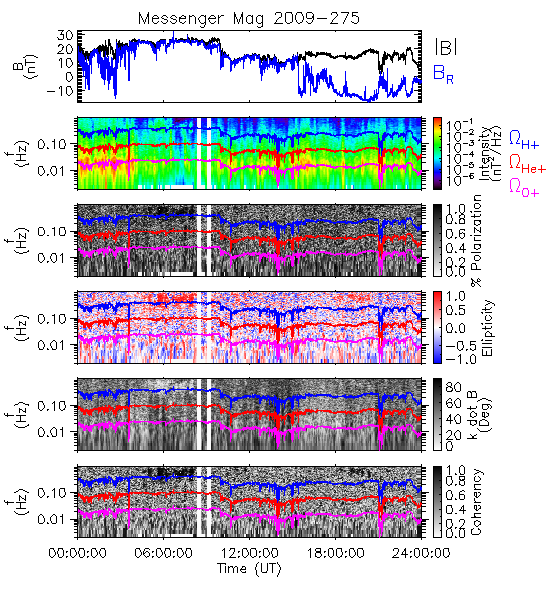 Messenger Mag 2009-275
30
20
10
0
-10
B
(nT)
|B|
B_R
0.10
0.01
f
(Hz)
10^-1
10^-2
10^-3
10^-4
10^-5
10^-6
Intensity
(nT^2/Hz)
Ω_H+
Ω_He+
Ω_O+
0.10
0.01
f
(Hz)
1.0
0.8
0.6
0.4
0.2
0.0
% Polarization
0.10
0.01
f
(Hz)
1.0
0.5
0.0
-0.5
-1.0
Ellipticity
0.10
0.01
f
(Hz)
80
60
40
20
0
k dot B
(Deg)
0.10
0.01
f
(Hz)
1.0
0.8
0.6
0.4
0.2
0.0
Coherency
00:00:00 06:00:00 12:00:00 18:00:00 24:00:00
Time (UT)